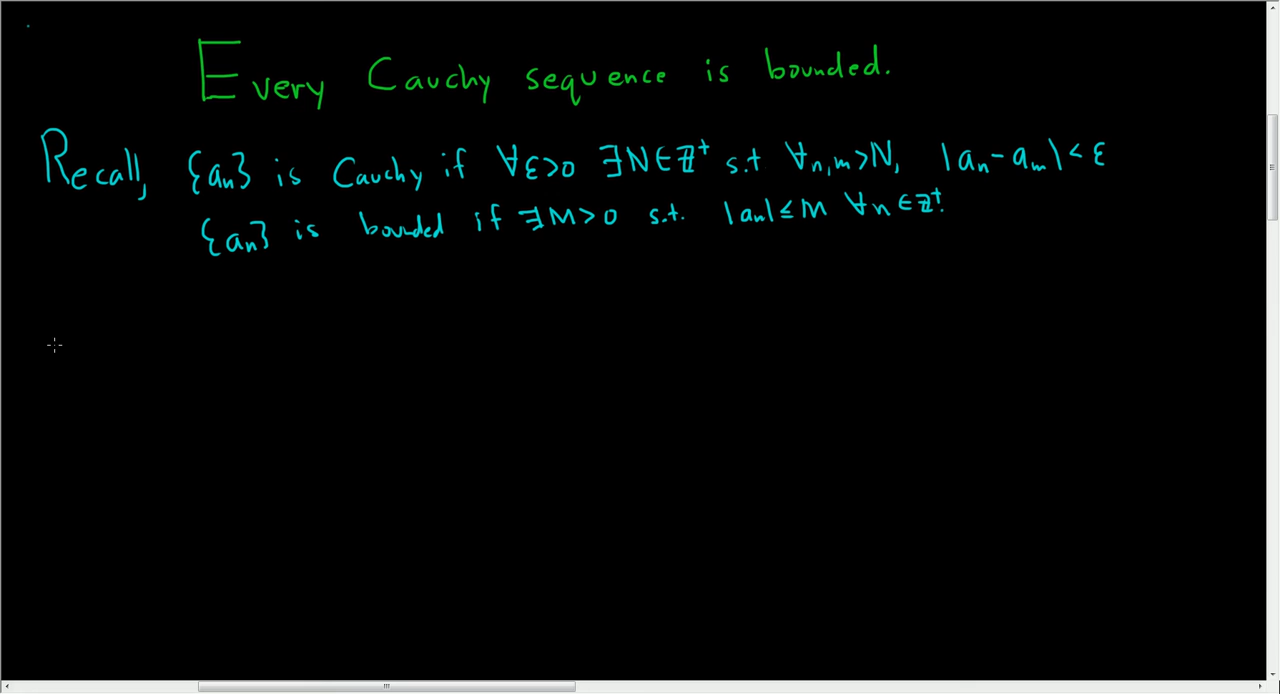 Every Cauchy sequence is bounded.
Recall, {aₙ} is Cauchy if ∀ε>0 ∃N∈ℤ⁺ s.t ∀n,m>N, |aₙ-aₘ|<ε
{aₙ} is bounded if ∃M>0 s.t. |aₙ|≤M ∀n∈ℤ⁺.